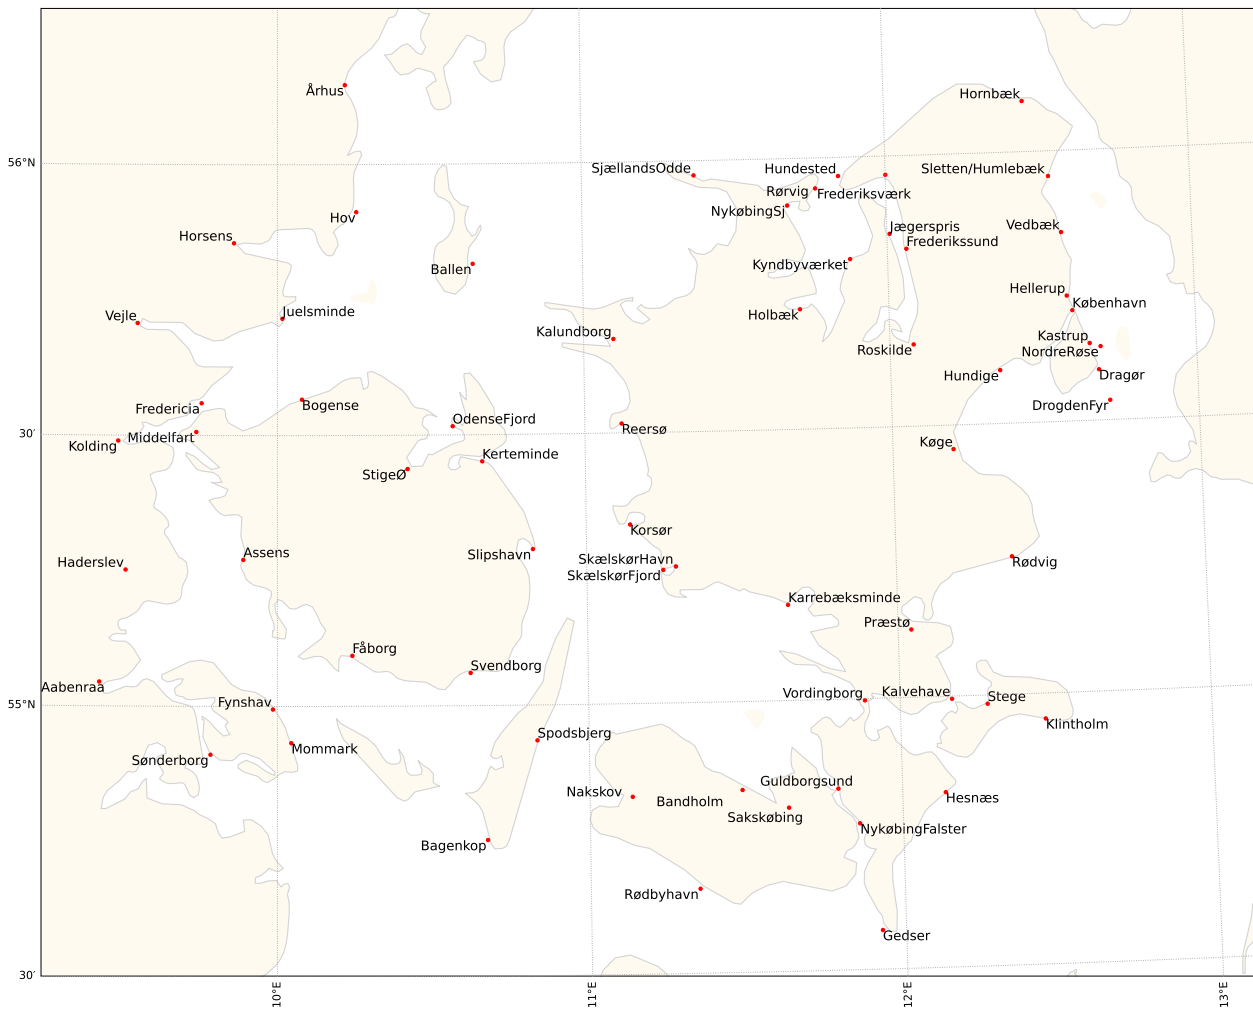 Hornbæk
Århus
56°N
SjællandsOdde
Hundested
Sletten/Humlebæk
Rørvig
Frederiksværk
NykøbingSj
Hov
Jægerspris
Vedbæk
Horsens
Frederikssund
Ballen
Kyndbyværket
Hellerup
København
Vejle
Juelsminde
Holbæk
Kalundborg
Kastrup
Roskilde
NordreRøse
Hundige
Dragør
Fredericia
Bogense
DrogdenFyr
OdenseFjord
Reersø
30′
Middelfart
Kolding
Køge
Kerteminde
StigeØ
Korsør
Assens
Slipshavn
Haderslev
SkælskørHavn
Rødvig
SkælskørFjord
Karrebæksminde
Præstø
Fåborg
Svendborg
Aabenraa
Vordingborg
Kalvehave
Stege
55°N
Fynshav
Klintholm
Spodsbjerg
Mommark
Sønderborg
Guldborgsund
Nakskov
Bandholm
Hesnæs
Sakskøbing
NykøbingFalster
Bagenkop
Rødbyhavn
Gedser
30′
10°E
11°E
12°E
13°E